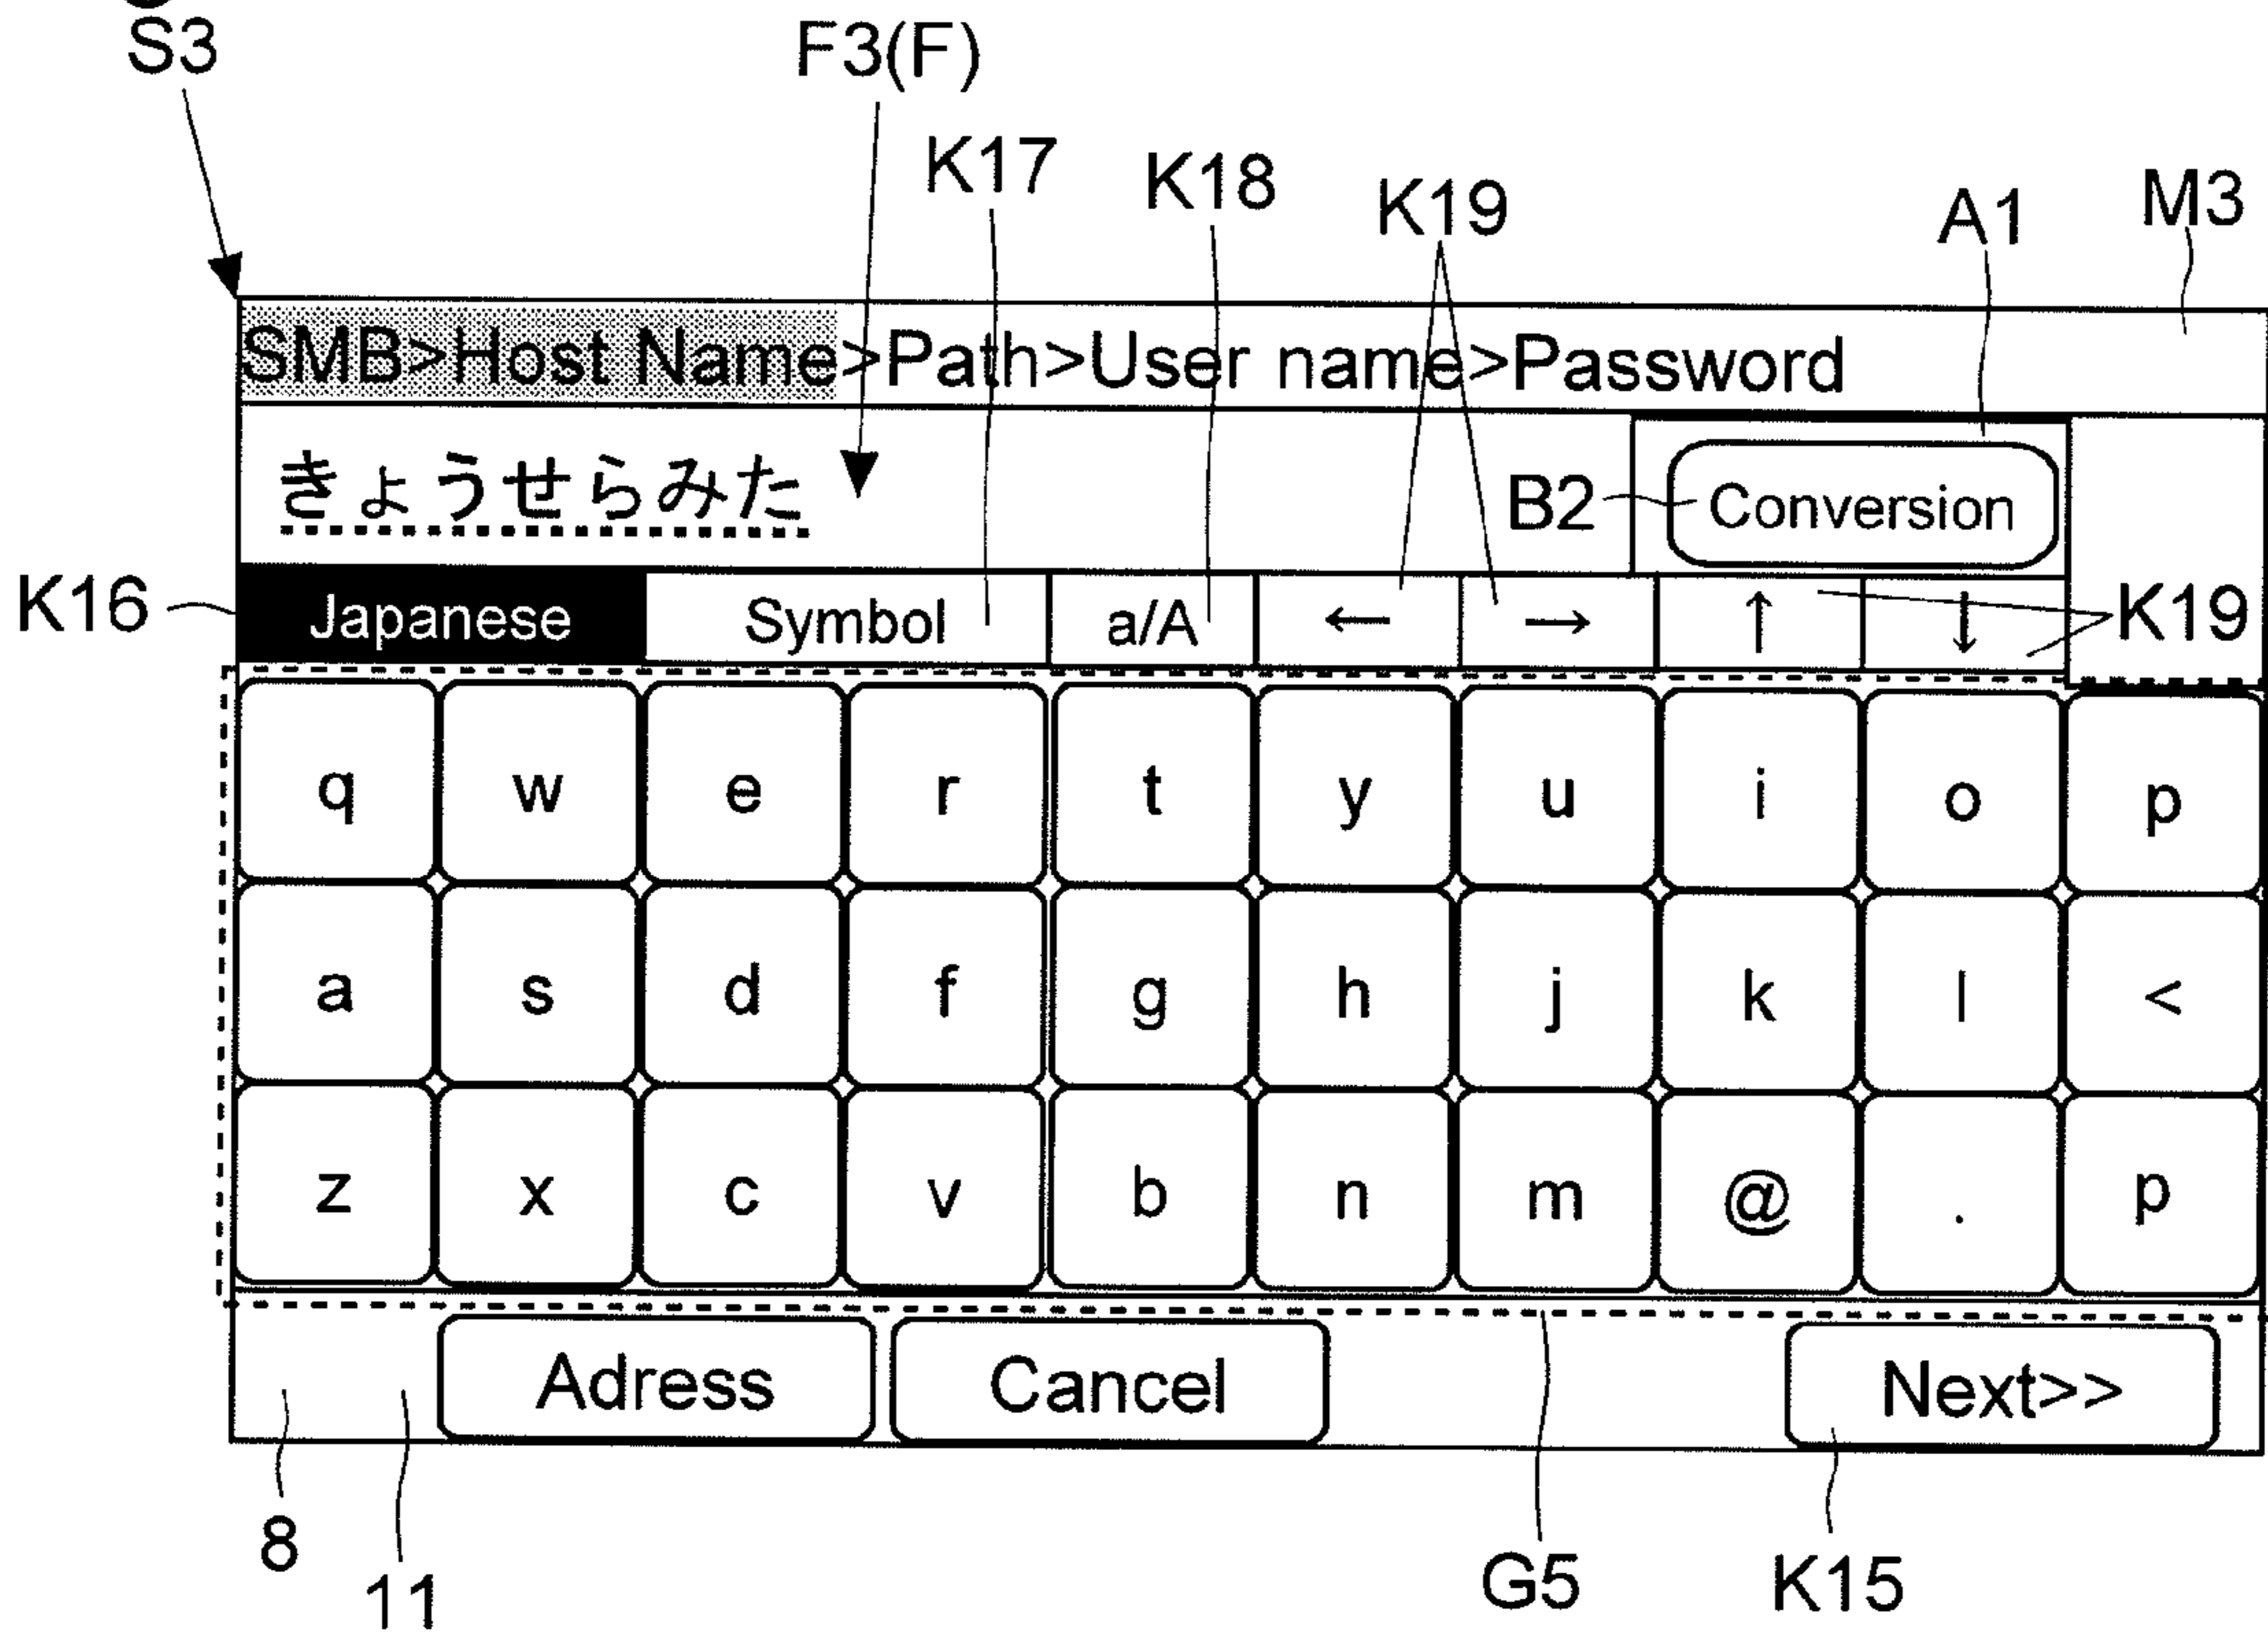 S3
F3(F)
K17
K18
K19
A1
M3
SMB>Host Name>Path>User name>Password
きょうせらみた
B2
Conversion
K16
Japanese Symbol a/A ← → ↑ ↓
K19
q w e r t y u i o p
a s d f g h j k l <
z x c v b n m @ . p
Adress Cancel Next>>
8
11
G5
K15